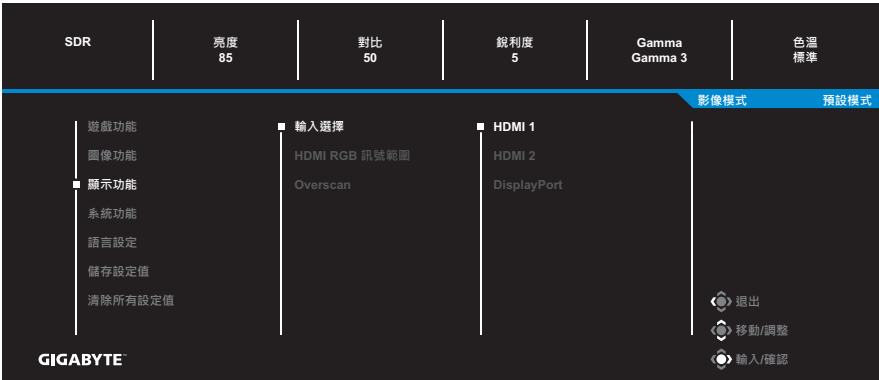 SDR
亮度
85
對比
50
銳利度
5
Gamma
Gamma 3
色溫
標準
影像模式
預設模式
遊戲功能
圖像功能
顯示功能
系統功能
語言設定
儲存設定值
清除所有設定值
輸入選擇
HDMI RGB 訊號範圍
Overscan
HDMI 1
HDMI 2
DisplayPort
退出
移動/調整
輸入/確認
GIGABYTE™